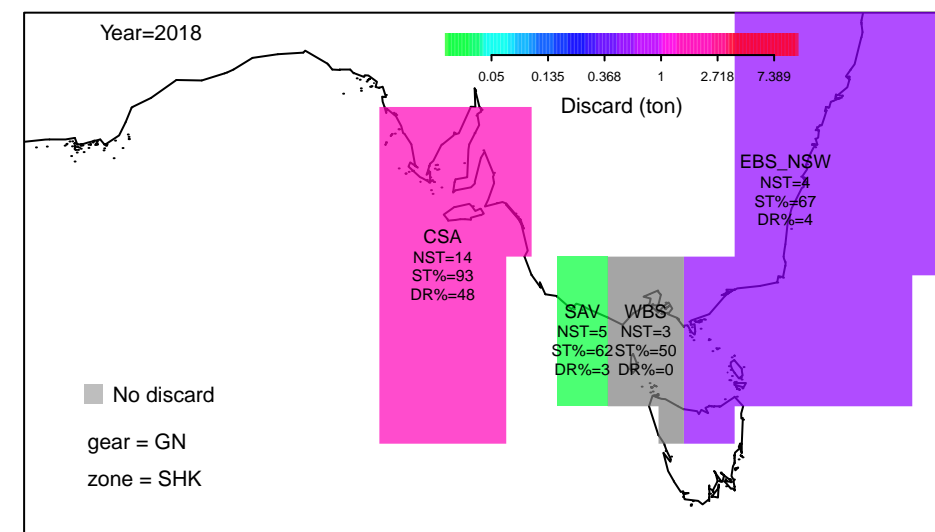 Year=2018
0.05 0.135 0.368 1 2.718 7.389
Discard (ton)
EBS_NSW
NST=4
ST%=67
DR%=4
CSA
NST=14
ST%=93
DR%=48
SAV
NST=5
ST%=62
DR%=3
WBS
NST=3
ST%=50
DR%=0
No discard
gear = GN
zone = SHK